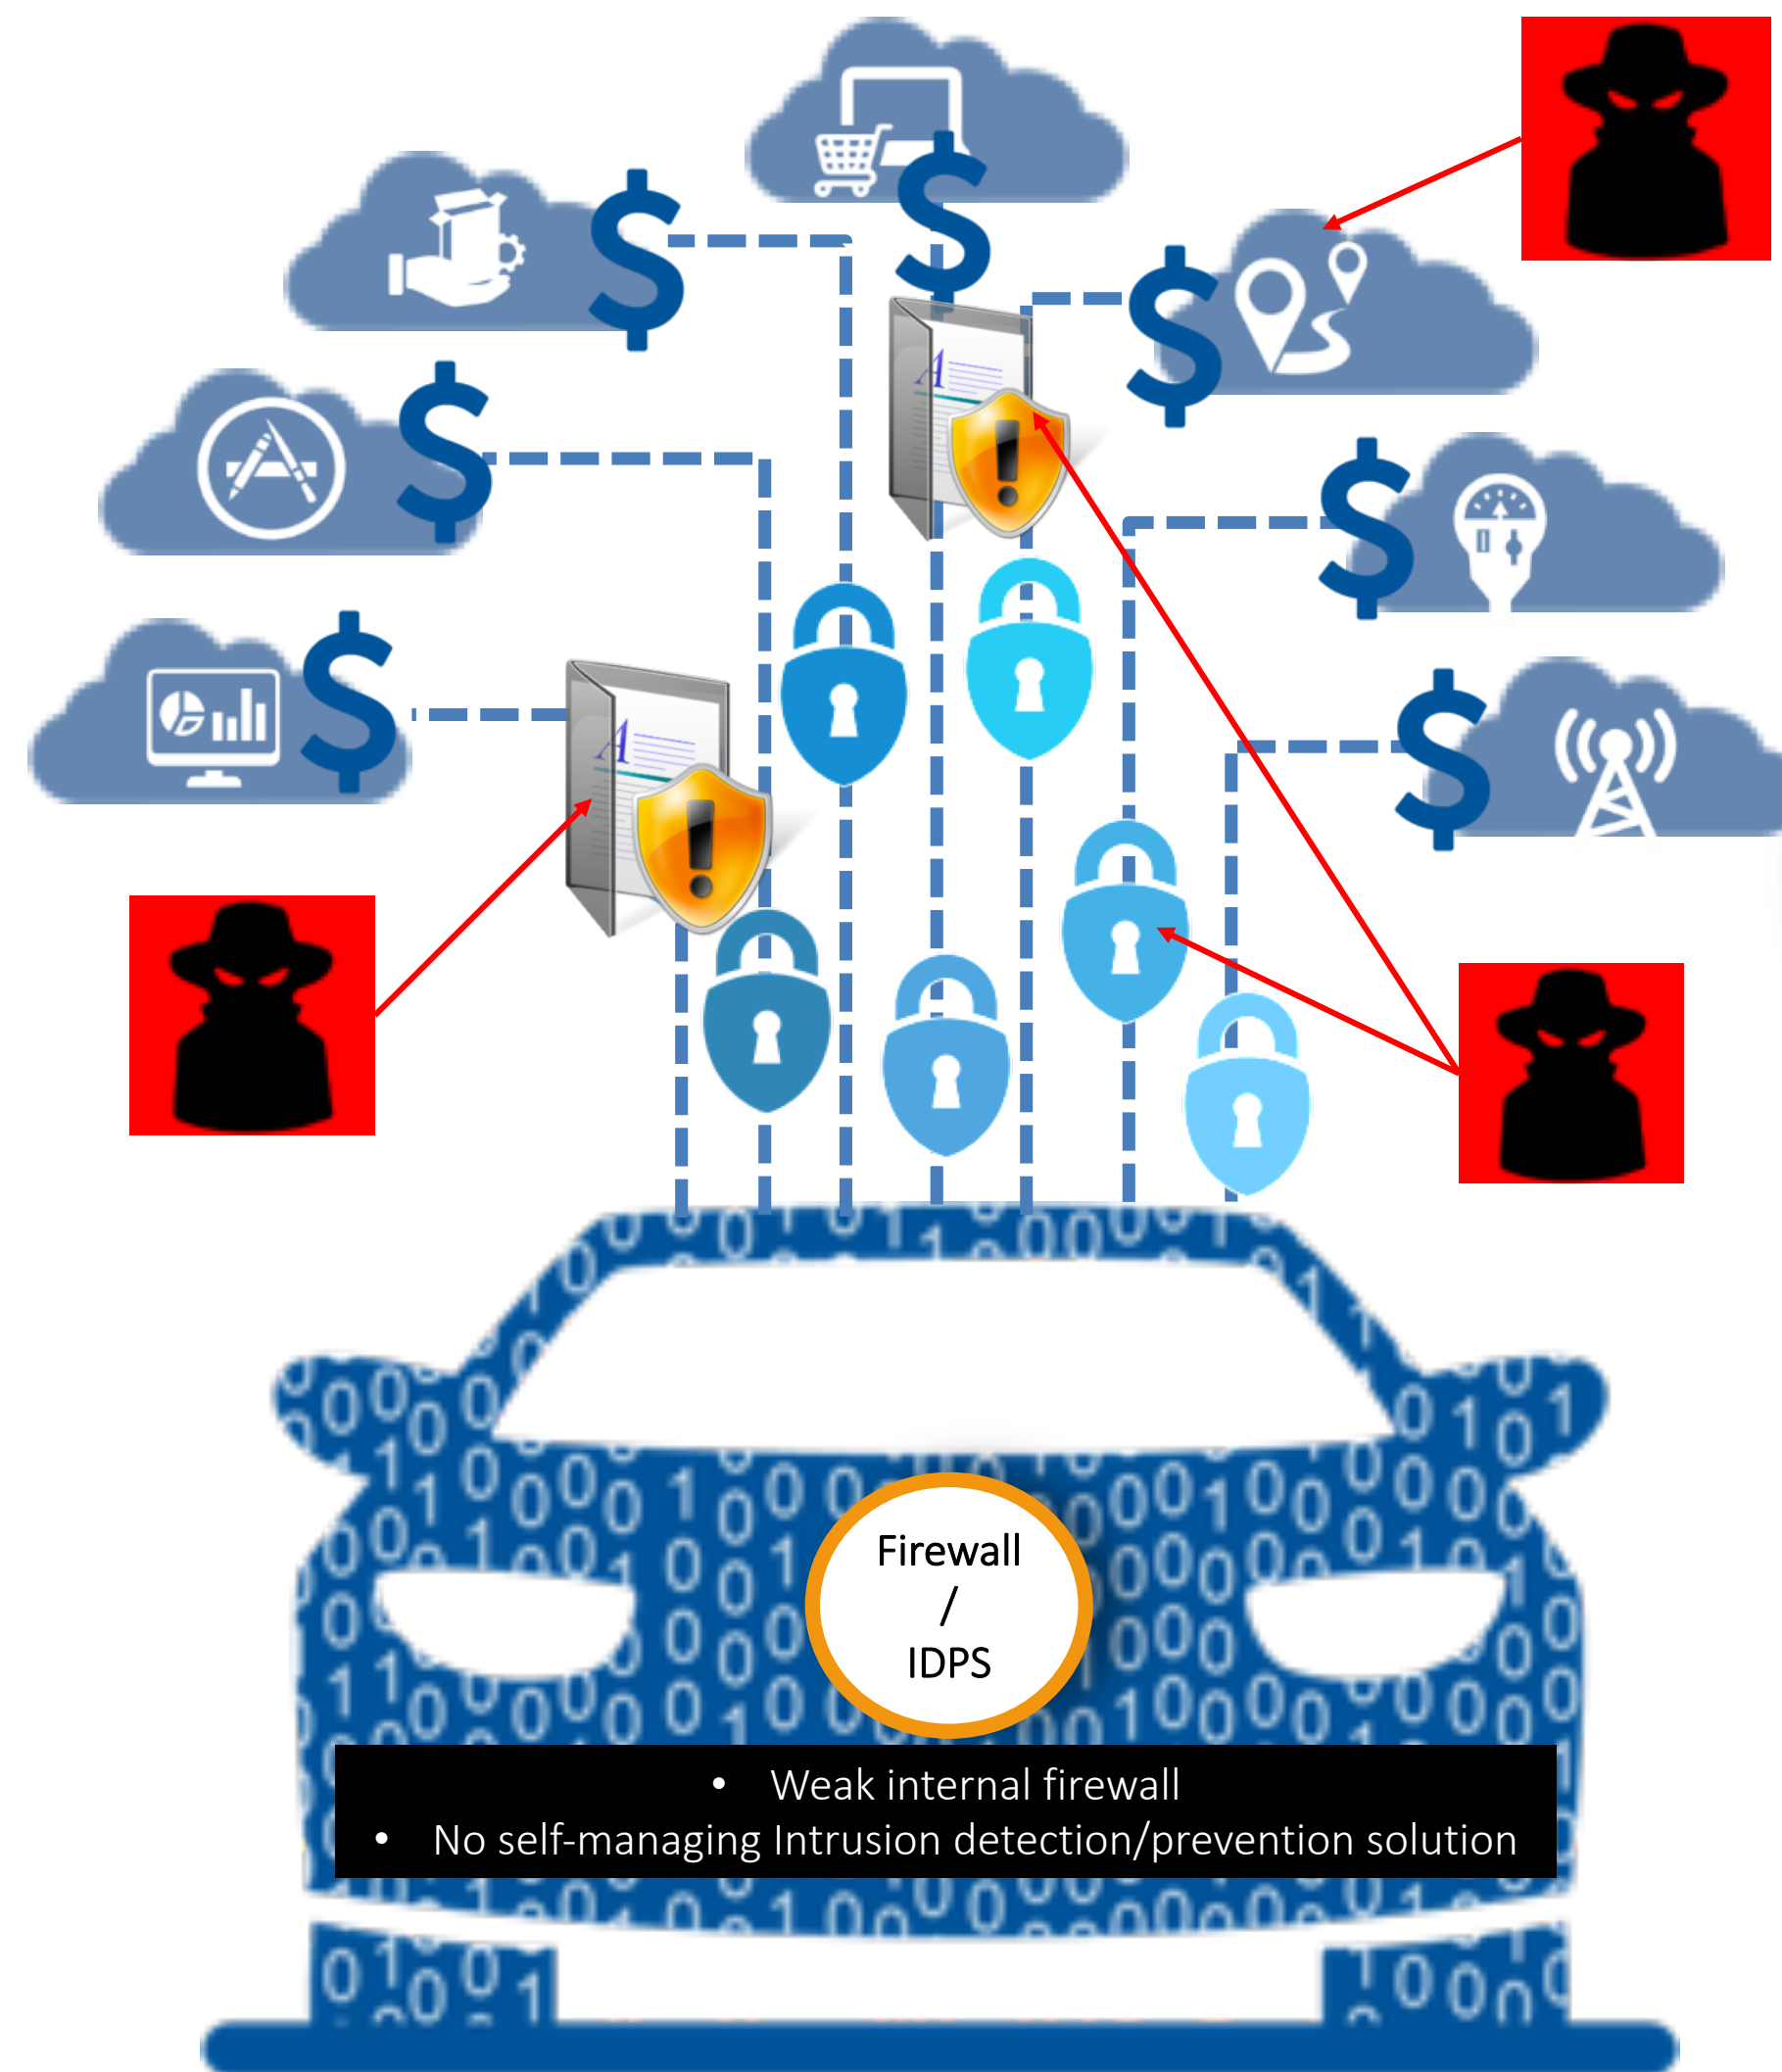 Firewall
/
IDPS
• Weak internal firewall
• No self-managing Intrusion detection/prevention solution